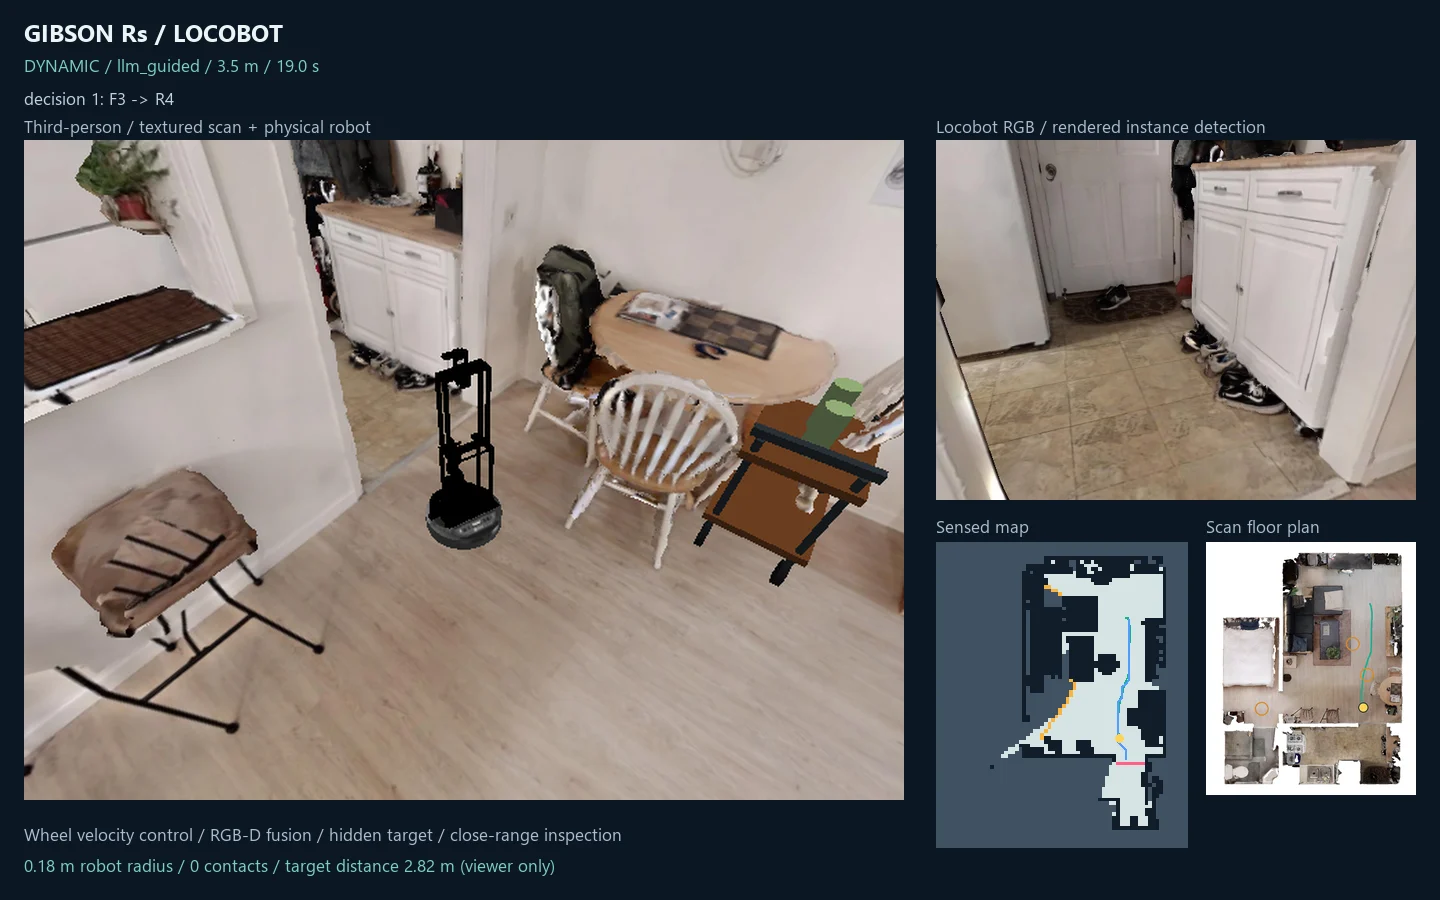 GIBSON Rs / LOCOBOT
DYNAMIC / llm_guided / 3.5 m / 19.0 s
decision 1: F3 -> R4
Third-person / textured scan + physical robot
Locobot RGB / rendered instance detection
Sensed map
Scan floor plan
Wheel velocity control / RGB-D fusion / hidden target / close-range inspection
0.18 m robot radius / 0 contacts / target distance 2.82 m (viewer only)